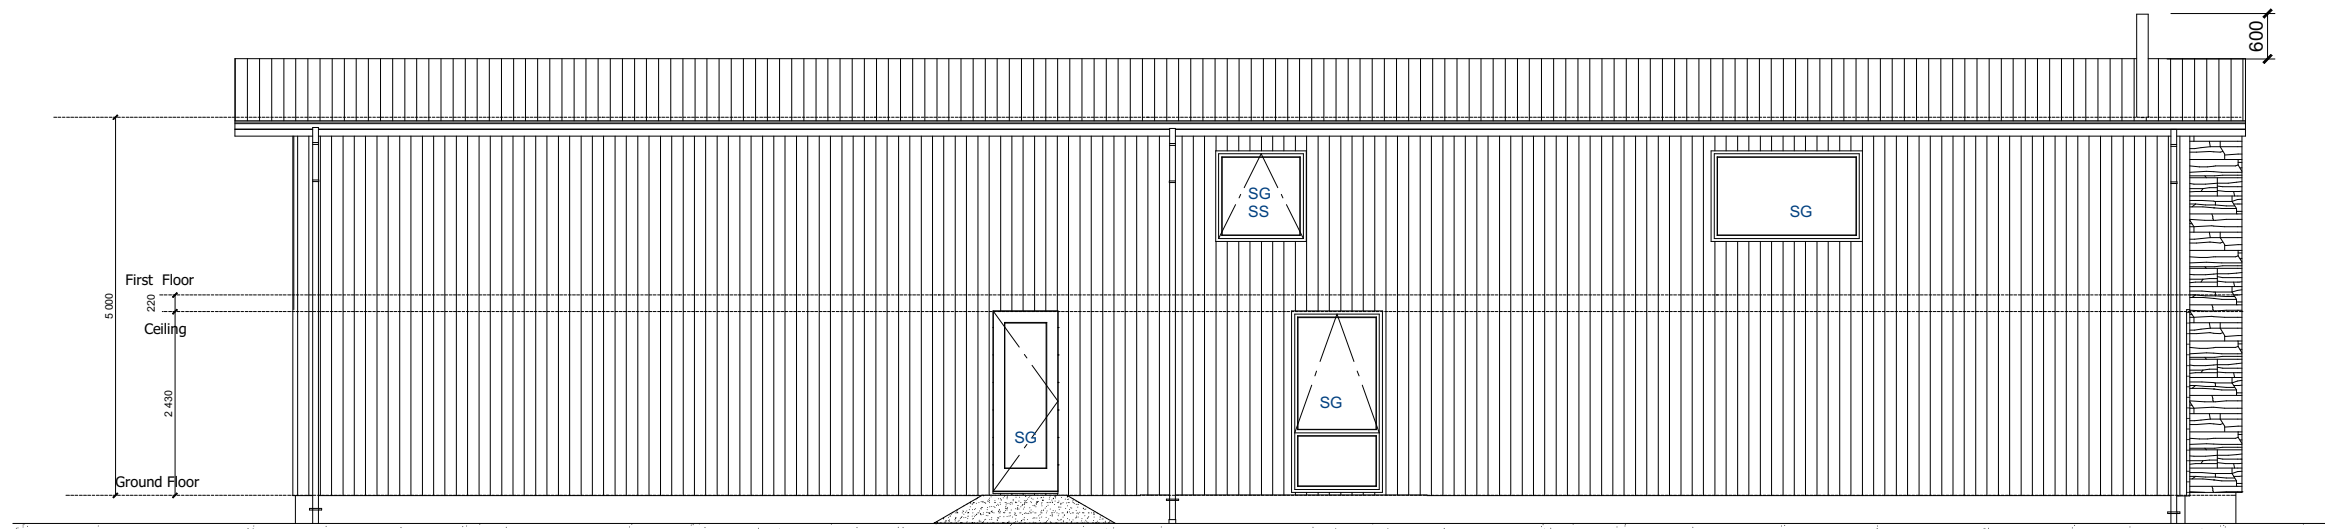 600
SG
SS
SG
First Floor
220
5 000
Ceiling
2 430
SG
SG
Ground Floor